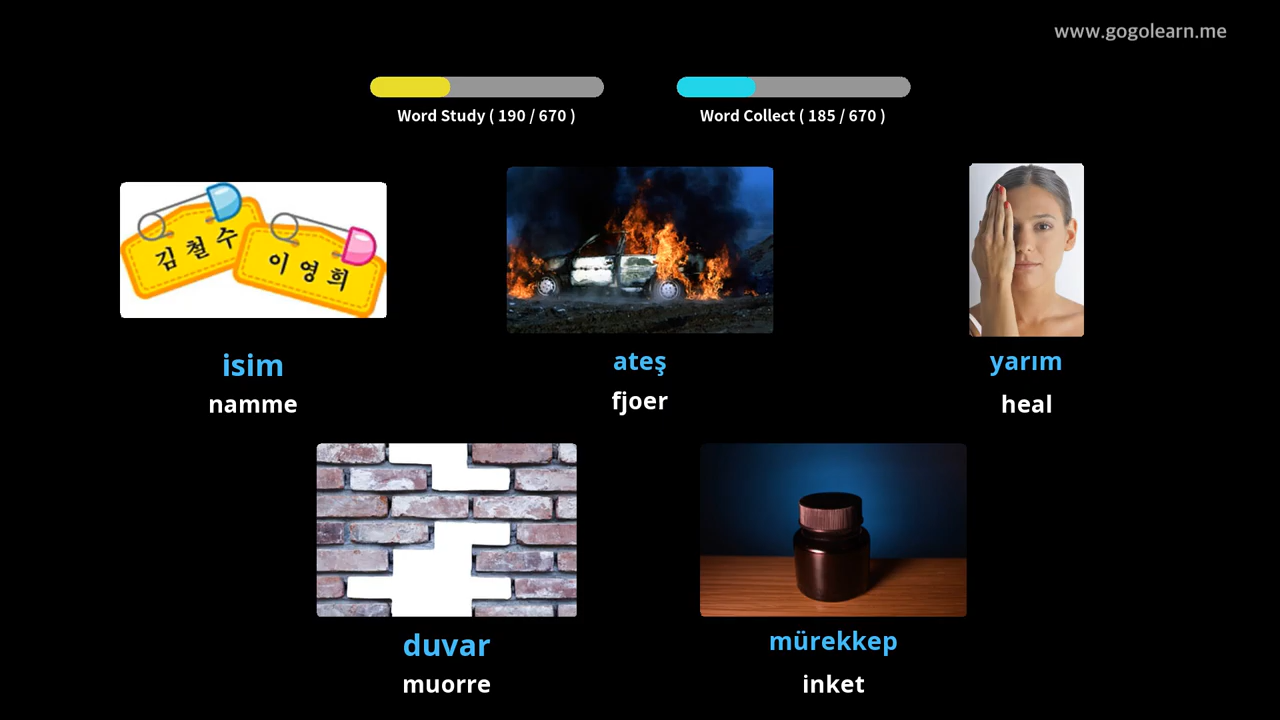 www.gogolearn.me
Word Study ( 190 / 670 )
Word Collect ( 185 / 670 )
김철수
이영희
isim
namme
ateş
fjoer
yarım
heal
duvar
muorre
mürekkep
inket